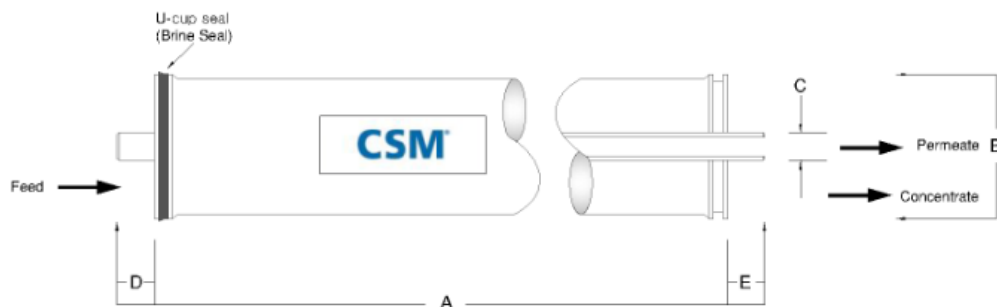 U-cup seal
(Brine Seal)
C
CSM®
Permeate
B
Feed
Concentrate
D
E
A